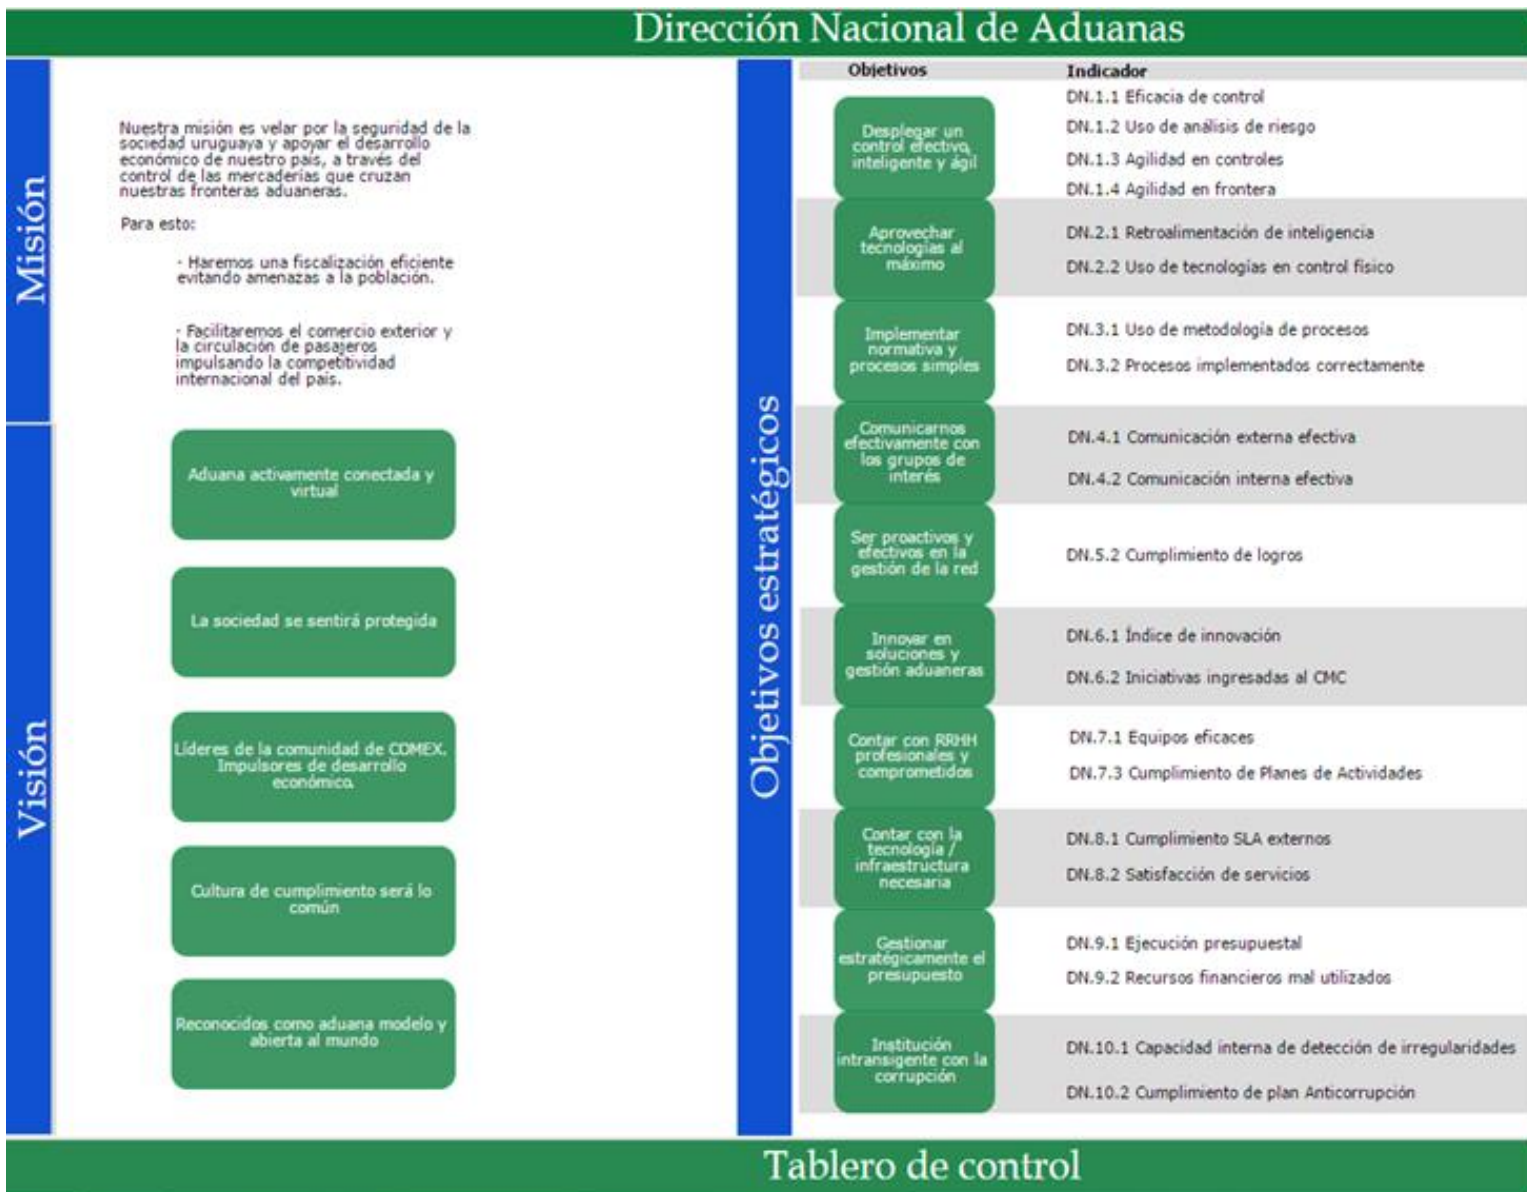 Dirección Nacional de Aduanas
Misión
Nuestra misión es velar por la seguridad de la
sociedad uruguaya y apoyar el desarrollo
económico de nuestro país, a través del
control de las mercaderías que cruzan
nuestras fronteras aduaneras.
Para esto:
· Haremos una fiscalización eficiente
evitando amenazas a la población.
· Facilitaremos el comercio exterior y
la circulación de pasajeros
impulsando la competitividad
internacional del país.
Visión
Aduana activamente conectada y
virtual
La sociedad se sentirá protegida
Líderes de la comunidad de COMEX.
Impulsores de desarrollo
económico.
Cultura de cumplimiento será lo
común
Reconocidos como aduana modelo y
abierta al mundo
Objetivos estratégicos
Objetivos
Indicador
Desplegar un
control efectivo,
inteligente y ágil
DN.1.1 Eficacia de control
DN.1.2 Uso de análisis de riesgo
DN.1.3 Agilidad en controles
DN.1.4 Agilidad en frontera
Aprovechar
tecnologías al
máximo
DN.2.1 Retroalimentación de inteligencia
DN.2.2 Uso de tecnologías en control físico
Implementar
normativa y
procesos simples
DN.3.1 Uso de metodología de procesos
DN.3.2 Procesos implementados correctamente
Comunicarnos
efectivamente con
los grupos de
interés
DN.4.1 Comunicación externa efectiva
DN.4.2 Comunicación interna efectiva
Ser proactivos y
efectivos en la
gestión de la red
DN.5.2 Cumplimiento de logros
Innovar en
soluciones y
gestión aduaneras
DN.6.1 Índice de innovación
DN.6.2 Iniciativas ingresadas al CMC
Contar con RRHH
profesionales y
comprometidos
DN.7.1 Equipos eficaces
DN.7.3 Cumplimiento de Planes de Actividades
Contar con la
tecnología /
infraestructura
necesaria
DN.8.1 Cumplimiento SLA externos
DN.8.2 Satisfacción de servicios
Gestionar
estratégicamente el
presupuesto
DN.9.1 Ejecución presupuestal
DN.9.2 Recursos financieros mal utilizados
Institución
intransigente con la
corrupción
DN.10.1 Capacidad interna de detección de irregularidades
DN.10.2 Cumplimiento de plan Anticorrupción
Tablero de control